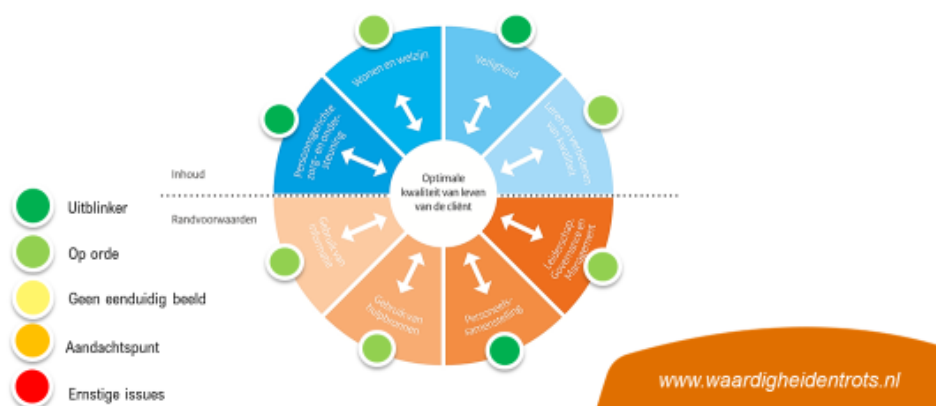 Wonen en welzijn
Veiligheid
Persoonsgerichte
zorg- en onder-
steuning
Leren en verbeteren
van kwaliteit
Inhoud
Optimale
kwaliteit van leven
van de cliënt
Randvoorwaarden
Gebruik van
informatie
Leiderschap,
Governance en
Management
Gebruik van
hulpbronnen
Personeels-
samenstelling
Uitblinker
Op orde
Geen eenduidig beeld
Aandachtspunt
Ernstige issues
www.waardigheidentrots.nl